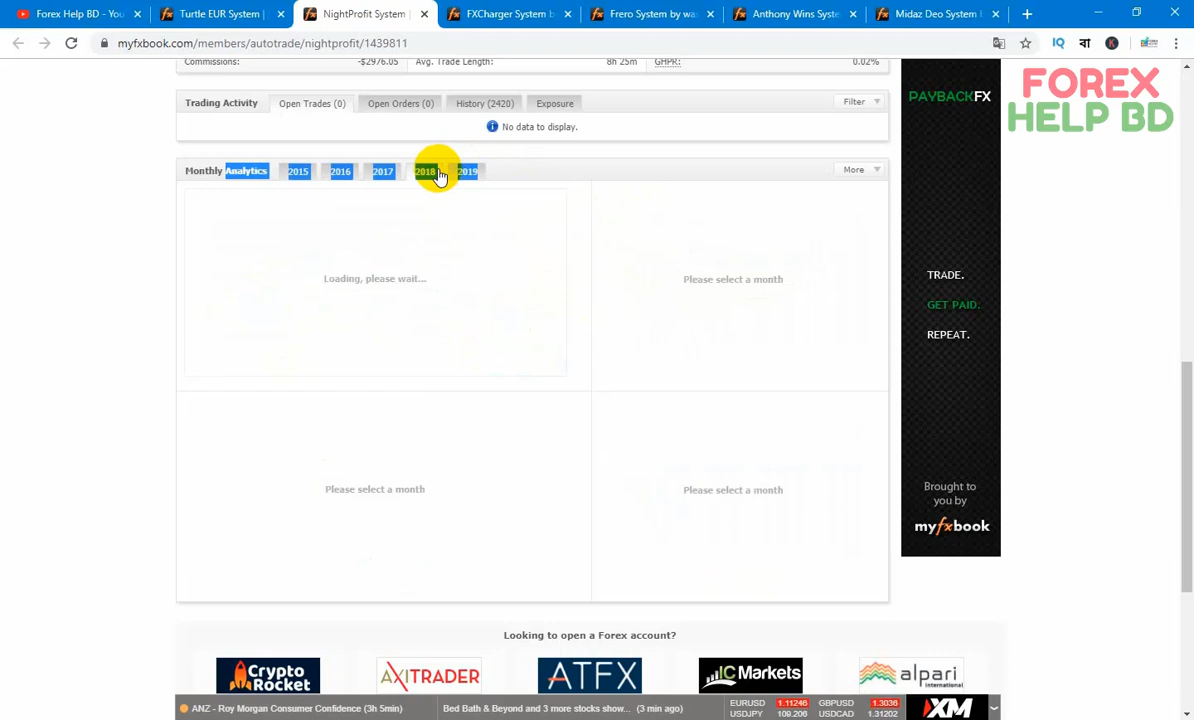 Forex Help BD - You
Turtle EUR System |
NightProfit System |
FXCharger System b
Frero System by wa
Anthony Wins Syste
Midaz Deo System |
myfxbook.com/members/autotrade/nightprofit/1439811
Commissions: -$2976.05 Avg. Trade Length: 8h 25m GHPR: 0.02%
Trading Activity Open Trades (0) Open Orders (0) History (2420) Exposure Filter
No data to display.
Monthly Analytics 2015 2016 2017 2018 2019 More
Loading, please wait...
Please select a month
Please select a month
Please select a month
FOREX
HELP BD
PAYBACKFX
TRADE.
GET PAID.
REPEAT.
Brought to
you by
myfxbook
Looking to open a Forex account?
Crypto
Rocket
AXITRADER
ATFX
IC Markets
alpari
international
ANZ - Roy Morgan Consumer Confidence (3h 5min)
Bed Bath & Beyond and 3 more stocks show... (3 min ago)
EURUSD 1.11246 GBPUSD 1.3036
USDJPY 109.206 USDCAD 1.31202
XM